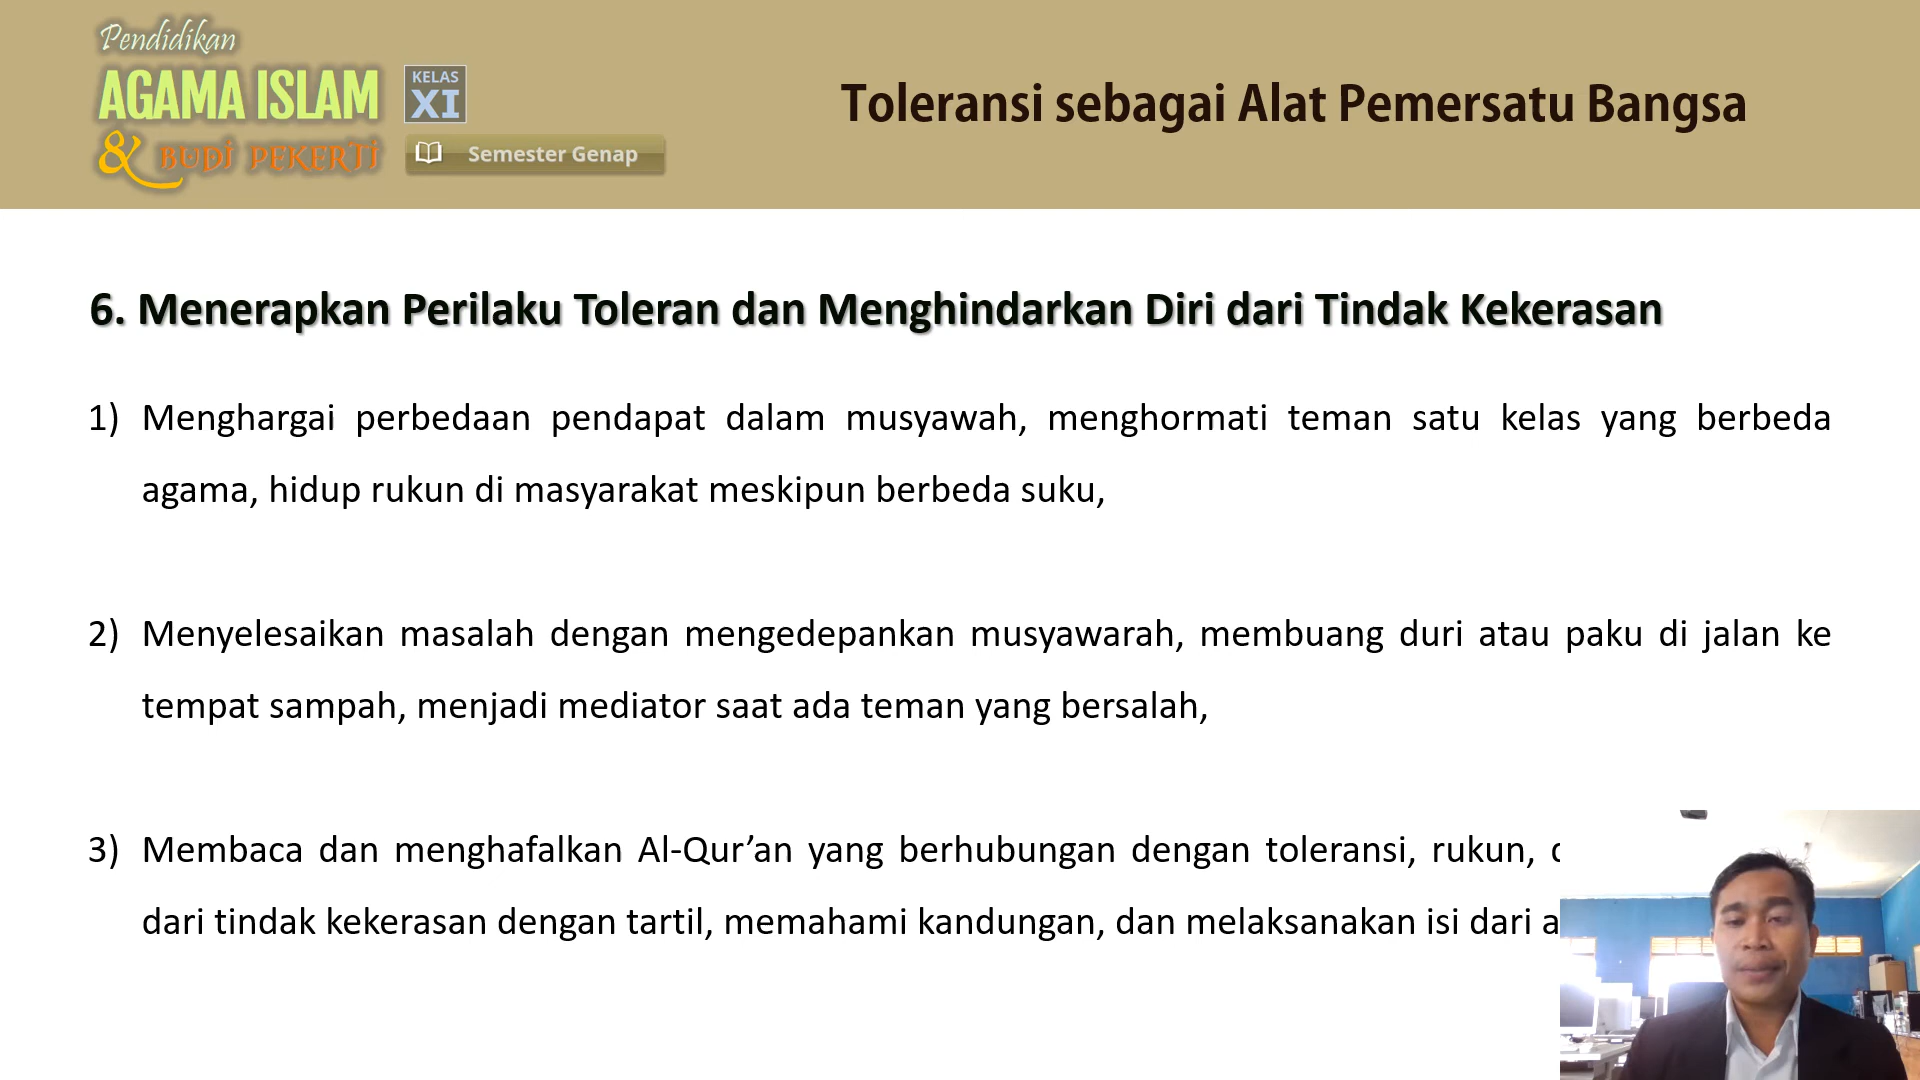 Pendidikan
AGAMA ISLAM
& BUDI PEKERTI
KELAS
XI
Semester Genap
Toleransi sebagai Alat Pemersatu Bangsa
6. Menerapkan Perilaku Toleran dan Menghindarkan Diri dari Tindak Kekerasan
1) Menghargai perbedaan pendapat dalam musyawah, menghormati teman satu kelas yang berbeda
agama, hidup rukun di masyarakat meskipun berbeda suku,
2) Menyelesaikan masalah dengan mengedepankan musyawarah, membuang duri atau paku di jalan ke
tempat sampah, menjadi mediator saat ada teman yang bersalah,
3) Membaca dan menghafalkan Al-Qur’an yang berhubungan dengan toleransi, rukun,
dari tindak kekerasan dengan tartil, memahami kandungan, dan melaksanakan isi dari